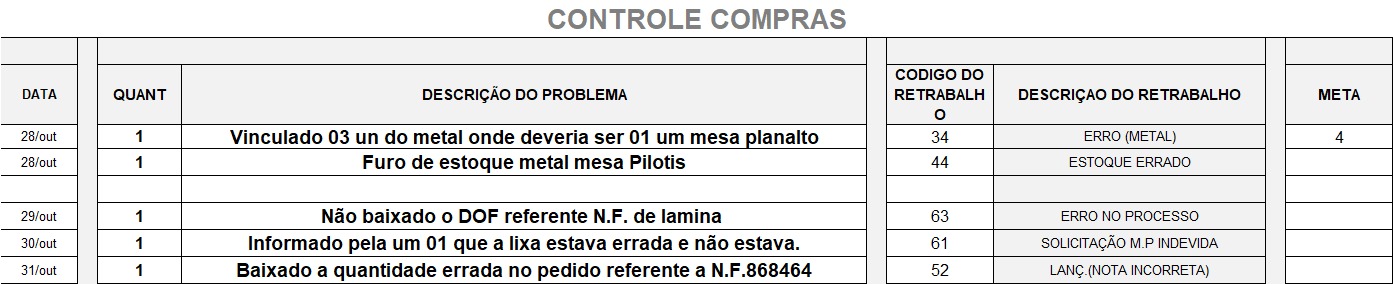 CONTROLE COMPRAS
DATA QUANT DESCRIÇÃO DO PROBLEMA CODIGO DO RETRABALH O DESCRIÇAO DO RETRABALHO META
28/out 1 Vinculado 03 un do metal onde deveria ser 01 um mesa planalto 34 ERRO (METAL) 4
28/out 1 Furo de estoque metal mesa Pilotis 44 ESTOQUE ERRADO
29/out 1 Não baixado o DOF referente N.F. de lamina 63 ERRO NO PROCESSO
30/out 1 Informado pela um 01 que a lixa estava errada e não estava. 61 SOLICITAÇÃO M.P INDEVIDA
31/out 1 Baixado a quantidade errada no pedido referente a N.F.868464 52 LANÇ.(NOTA INCORRETA)